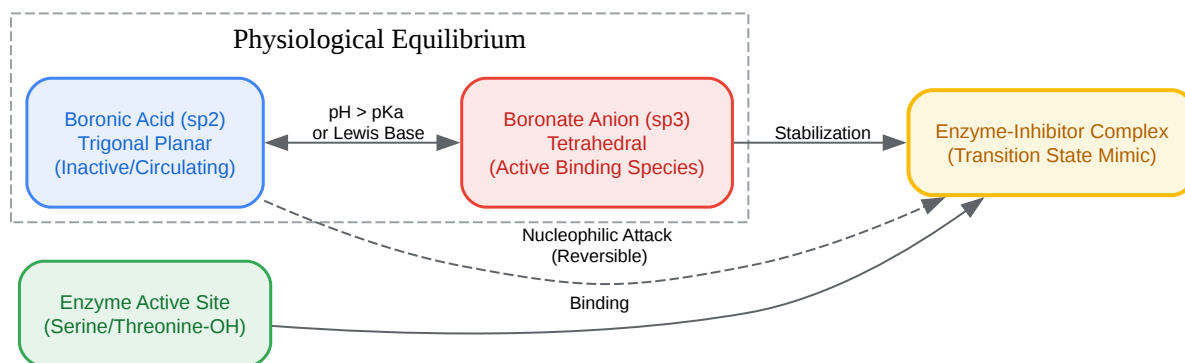 Physiological Equilibrium
Boronic Acid (sp2)
Trigonal Planar
(Inactive/Circulating)
pH > pKa
or Lewis Base
Boronate Anion (sp3)
Tetrahedral
(Active Binding Species)
Stabilization
Enzyme-Inhibitor Complex
(Transition State Mimic)
Nucleophilic Attack
(Reversible)
Enzyme Active Site
(Serine/Threonine-OH)
Binding